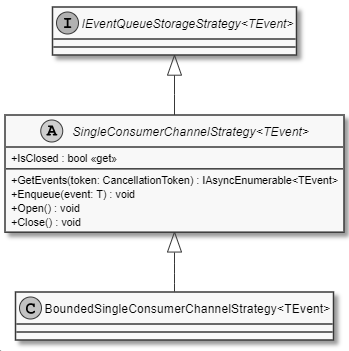 I IEventQueueStorageStrategy<TEvent>
A SingleConsumerChannelStrategy<TEvent>
+IsClosed : bool «get»
+GetEvents(token: CancellationToken) : IAsyncEnumerable<TEvent>
+Enqueue(event: T) : void
+Open() : void
+Close() : void
C BoundedSingleConsumerChannelStrategy<TEvent>